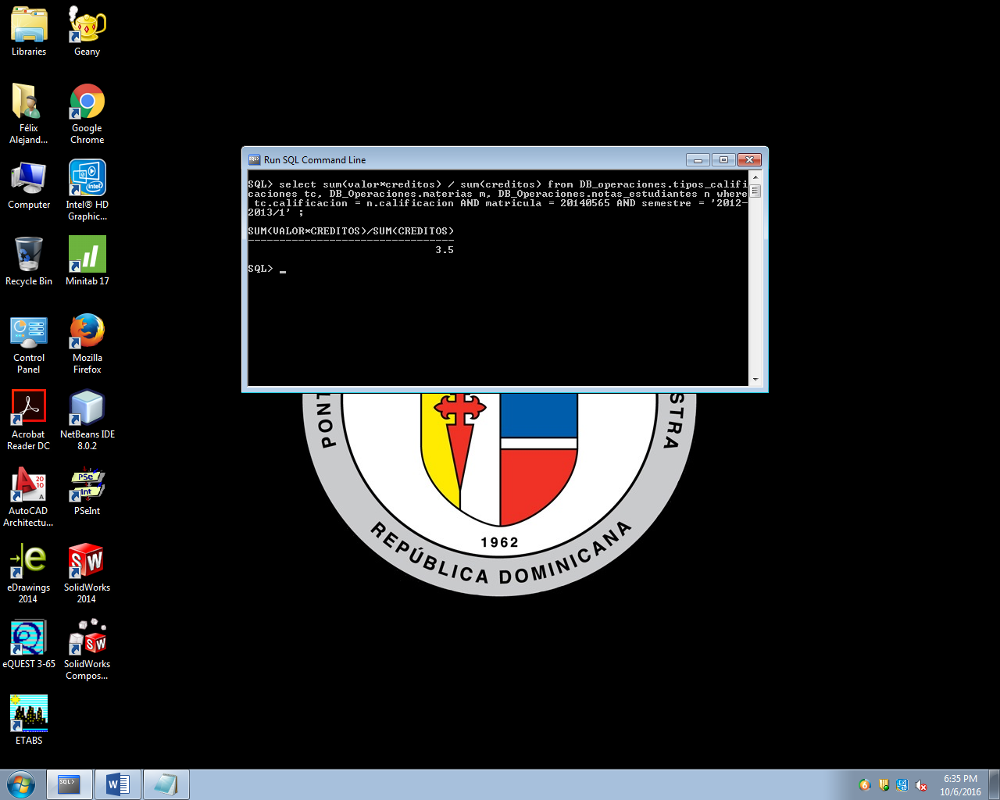 Libraries
Geany
Félix
Alejand...
Google
Chrome
Computer
Intel® HD
Graphic...
Recycle Bin
Minitab 17
Control
Panel
Mozilla
Firefox
Acrobat
Reader DC
NetBeans IDE
8.0.2
AutoCAD
Architectu...
PSeInt
eDrawings
2014
SolidWorks
2014
eQUEST 3-65
SolidWorks
Compos...
ETABS
Run SQL Command Line
SQL> select sum(valor*creditos) / sum(creditos) from DB_operaciones.tipos_califi
caciones tc, DB_Operaciones.materias m, DB_Operaciones.notas_estudiantes n where
tc.calificacion = n.calificacion AND matricula = 20140565 AND semestre = '2012-
2013/1' ;
SUM(VALOR*CREDITOS)/SUM(CREDITOS)
---------------------------------
3.5
SQL> _
PONT
STRA
1962
REPÚBLICA DOMINICANA
6:35 PM
10/6/2016